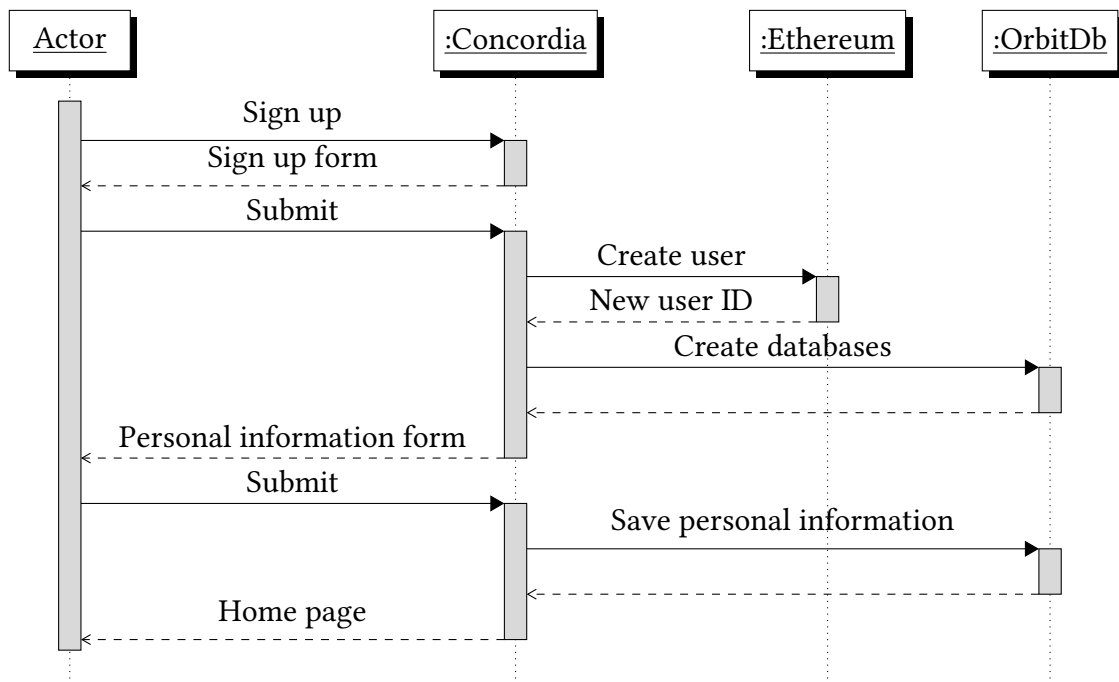 Actor
:Concordia
:Ethereum
:OrbitDb
Sign up
Sign up form
Submit
Create user
New user ID
Create databases
Personal information form
Submit
Save personal information
Home page